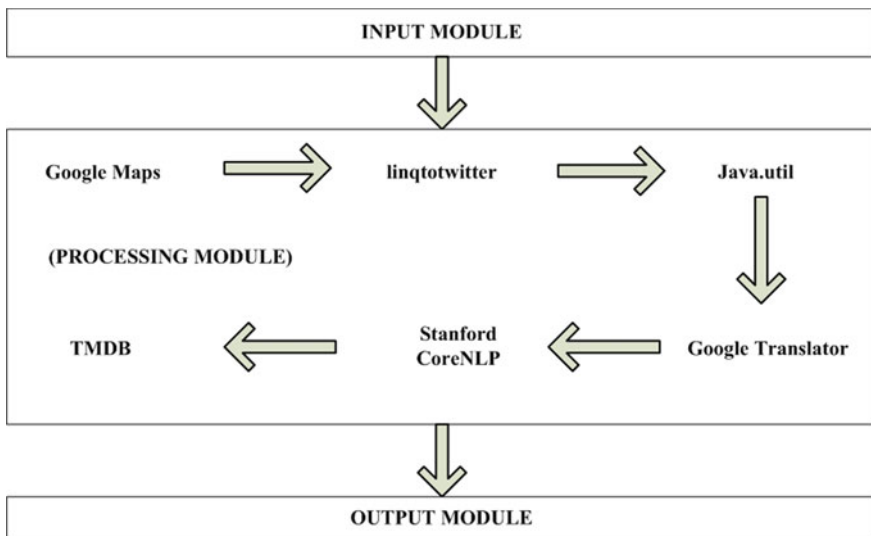 INPUT MODULE
Google Maps
linqtotwitter
Java.util
(PROCESSING MODULE)
TMDB
Stanford
CoreNLP
Google Translator
OUTPUT MODULE